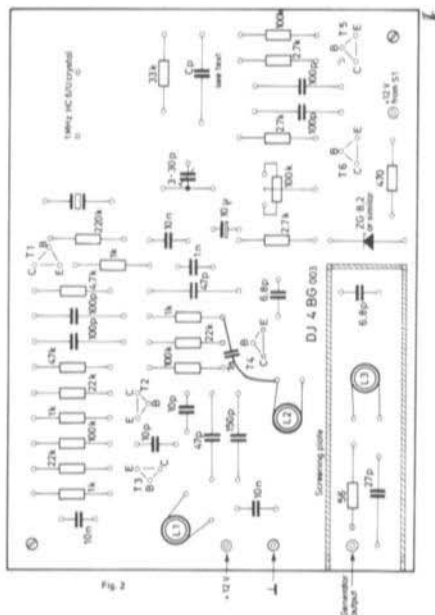 1
1MHz HC 6/U crystal
33k
Cp
see text
100k
2.7k
100p
100p
2.7k
100k
2.7k
B
T5
E
C
+12V
from S1
B
T6
E
C
470
ZG 8.2
or similar
3-30p
220k
T1
C
B
E
1k
4.7k
100p
100p
47k
22k
1k
100k
22k
1k
10n
10n
10µ
1n
47p
1k
22k
100k
6.8p
T4
B
E
C
DJ 4 BG 003
T2
C
B
E
10p
10p
T3
E
B
C
47p
150p
10n
L1
L2
L3
6.8p
Screening plate
56
27p
+12 V
Generator
output
Fig. 2